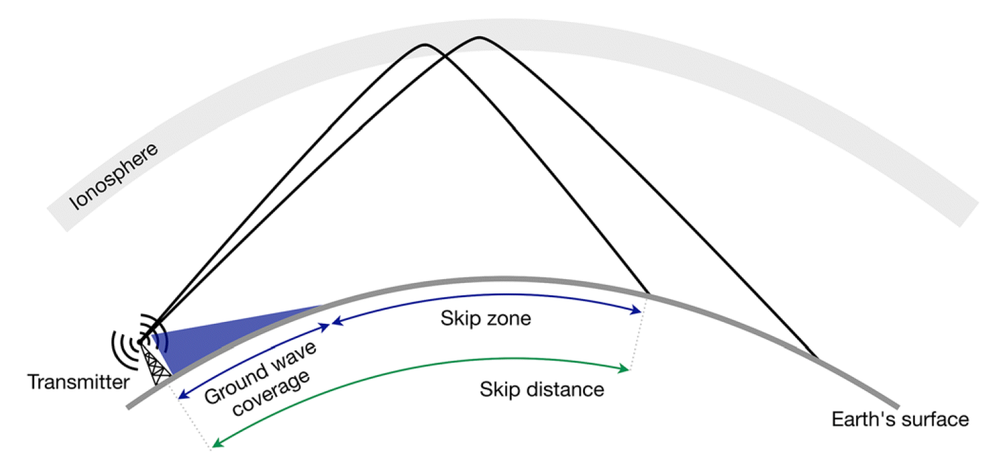 Ionosphere
Skip zone
Ground wave
coverage
Transmitter
Skip distance
Earth's surface